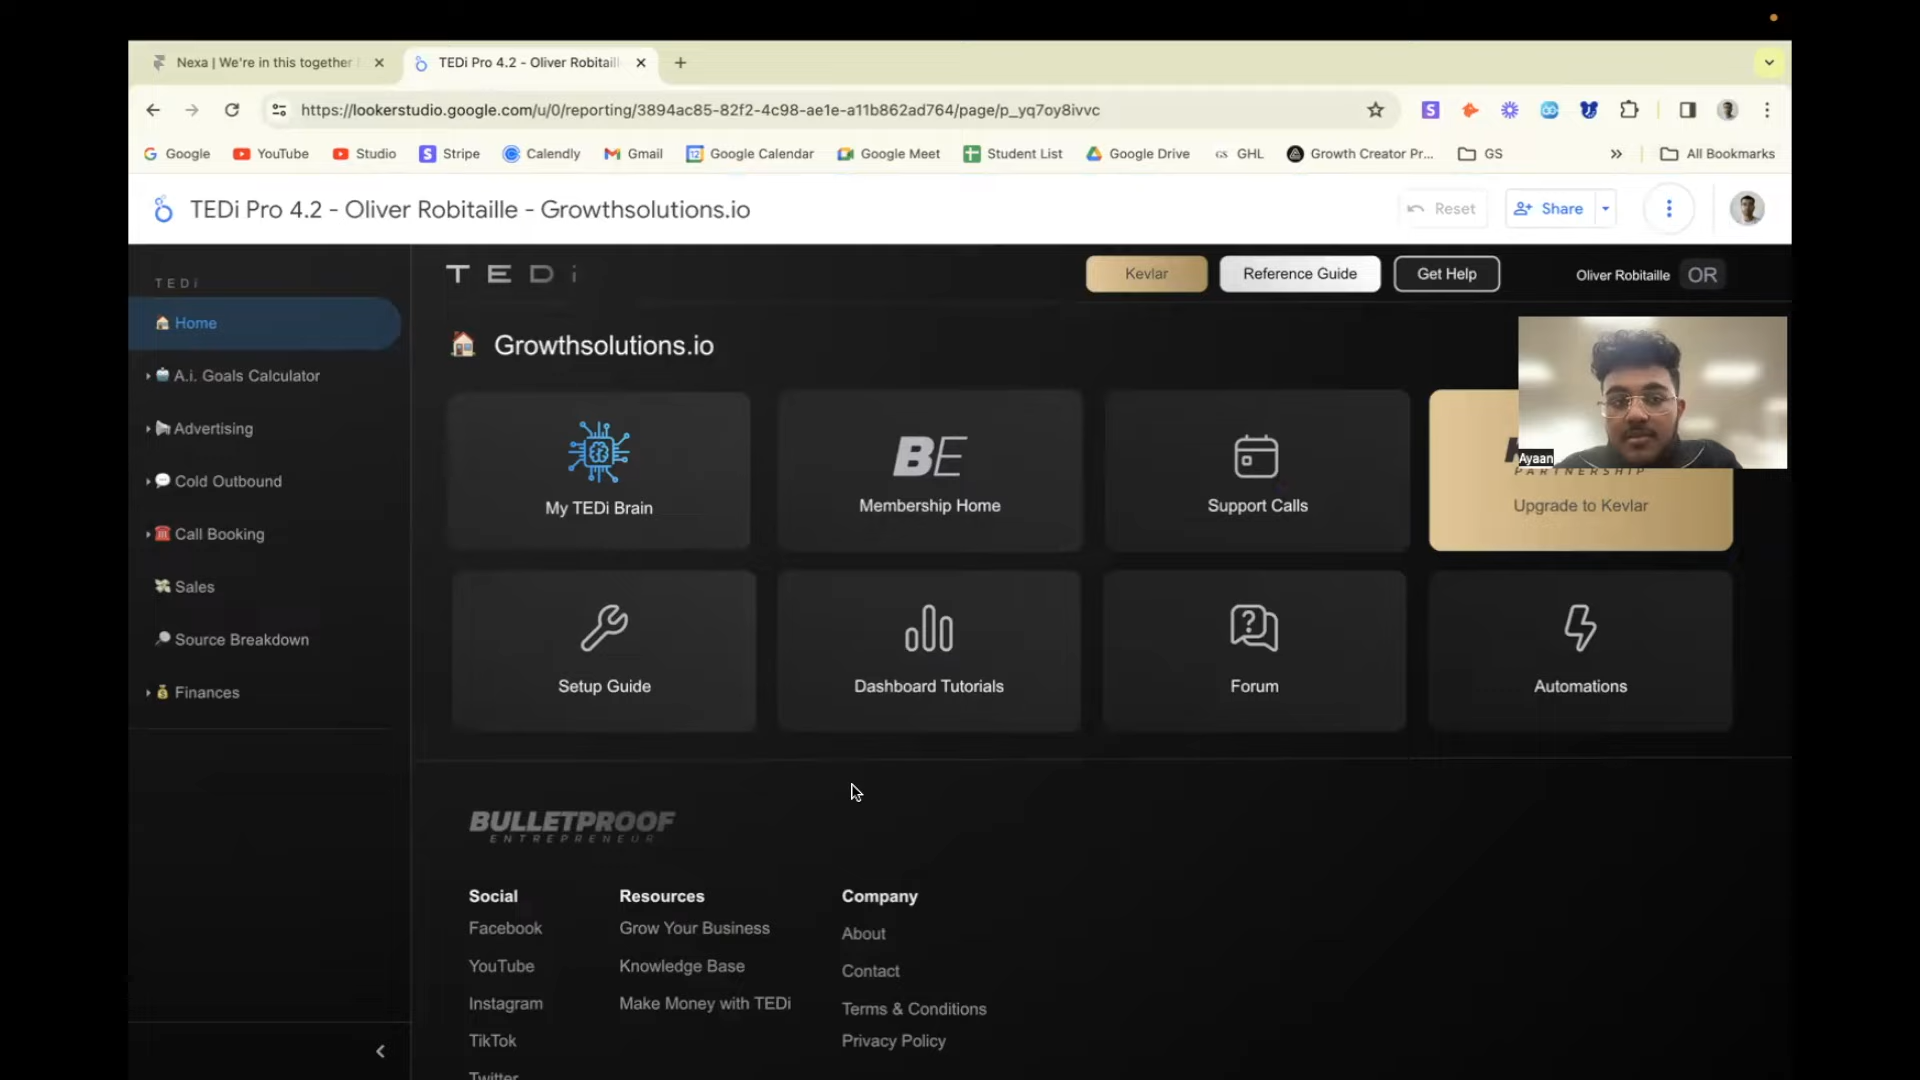 Nexa | We're in this together
TEDi Pro 4.2 - Oliver Robitaill
https://lookerstudio.google.com/u/0/reporting/3894ac85-82f2-4c98-ae1e-a11b862ad764/page/p_yq7oy8ivvc
Google
YouTube
Studio
Stripe
Calendly
Gmail
Google Calendar
Google Meet
Student List
Google Drive
GS GHL
Growth Creator Pr...
GS
All Bookmarks
TEDi Pro 4.2 - Oliver Robitaille - Growthsolutions.io
Reset
Share
TEDi
Home
A.i. Goals Calculator
Advertising
Cold Outbound
Call Booking
Sales
Source Breakdown
Finances
TEDi
Kevlar
Reference Guide
Get Help
Oliver Robitaille
OR
Growthsolutions.io
My TEDi Brain
BE
Membership Home
Support Calls
PARTNERSHIP
Upgrade to Kevlar
Ayaan
Setup Guide
Dashboard Tutorials
Forum
Automations
BULLETPROOF
ENTREPRENEUR
Social
Facebook
YouTube
Instagram
TikTok
Twitter
Resources
Grow Your Business
Knowledge Base
Make Money with TEDi
Company
About
Contact
Terms & Conditions
Privacy Policy